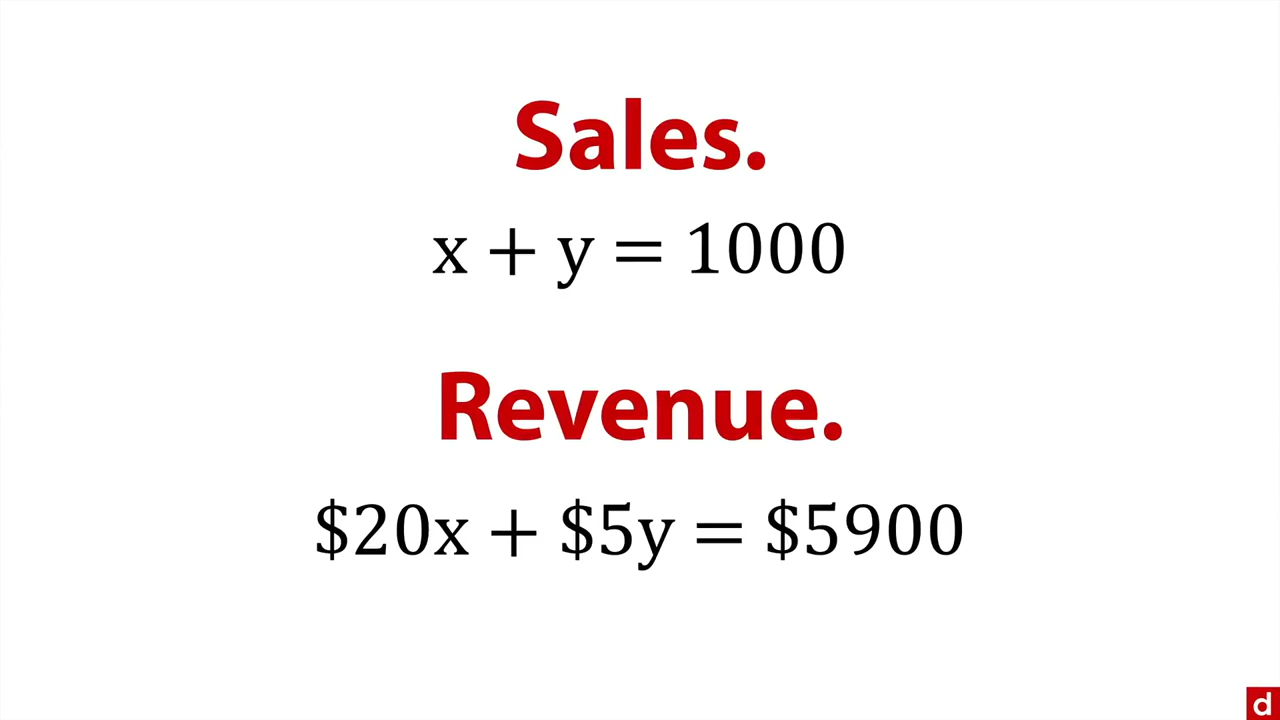 Sales.
x + y = 1000
Revenue.
$20x + $5y = $5900
d